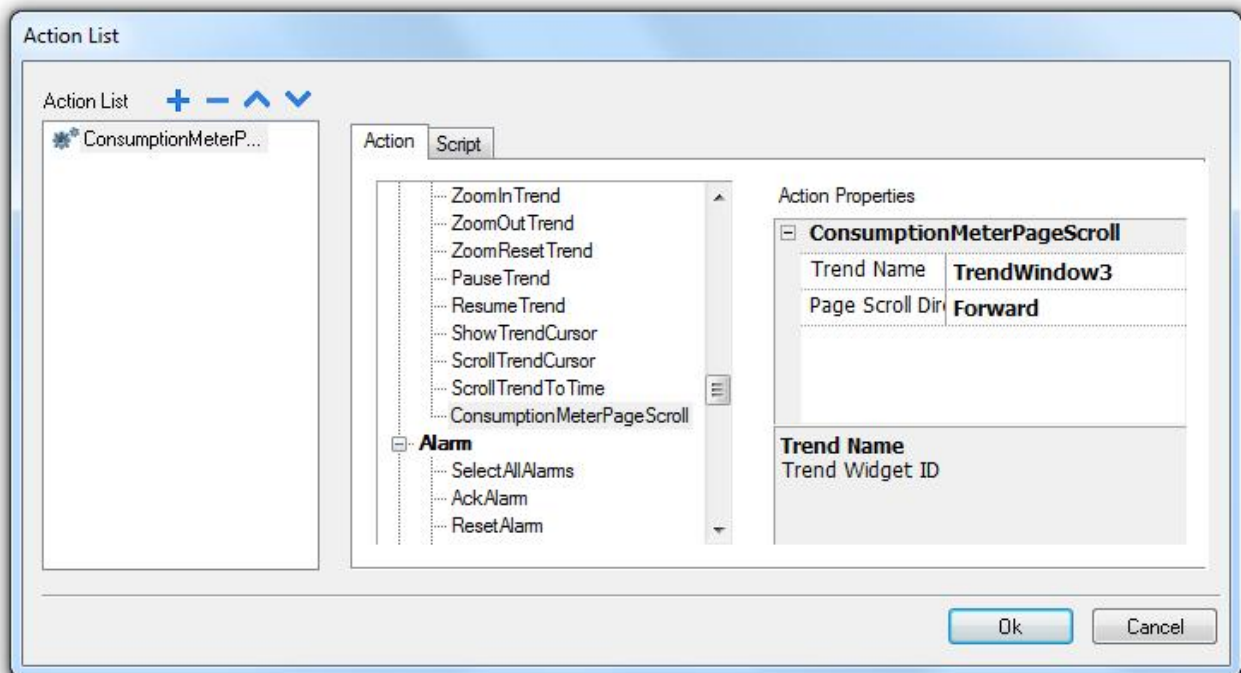 Action List
Action List
ConsumptionMeterP...
Action
Script
ZoomInTrend
ZoomOutTrend
ZoomResetTrend
PauseTrend
ResumeTrend
ShowTrendCursor
ScrollTrendCursor
ScrollTrendToTime
ConsumptionMeterPageScroll
Alarm
SelectAllAlarms
AckAlarm
ResetAlarm
Action Properties
ConsumptionMeterPageScroll
Trend Name TrendWindow3
Page Scroll Dir Forward
Trend Name
Trend Widget ID
Ok
Cancel